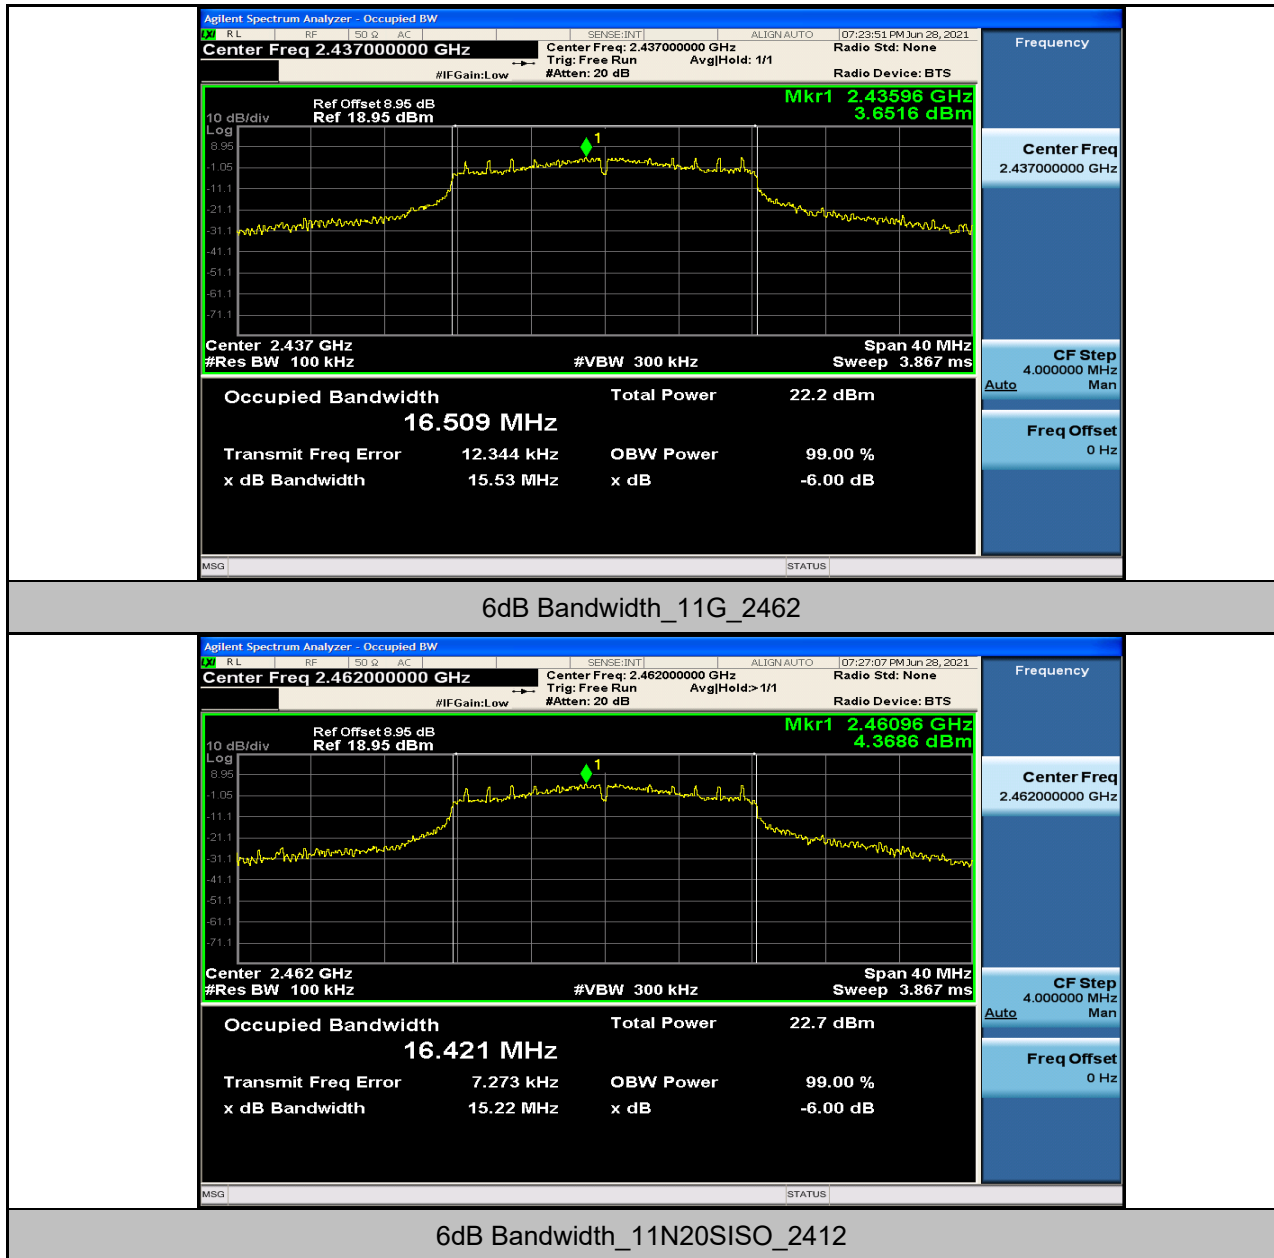 Agilent Spectrum Analyzer - Occupied BW
LXI RL RF 50 Ω AC SENSE:INT ALIGN AUTO 07:23:51 PM Jun 28, 2021
Center Freq 2.437000000 GHz Center Freq: 2.437000000 GHz Radio Std: None
Trig: Free Run Avg|Hold: 1/1
#IFGain:Low #Atten: 20 dB Radio Device: BTS
Frequency
Mkr1 2.43596 GHz
3.6516 dBm
Ref Offset 8.95 dB
10 dB/div Ref 18.95 dBm
Log
8.95
-1.05
-11.1
-21.1
-31.1
-41.1
-51.1
-61.1
-71.1
1
Center 2.437 GHz Span 40 MHz
#Res BW 100 kHz #VBW 300 kHz Sweep 3.867 ms
Center Freq
2.437000000 GHz
CF Step
4.000000 MHz
Auto Man
Freq Offset
0 Hz
Occupied Bandwidth Total Power 22.2 dBm
16.509 MHz
Transmit Freq Error 12.344 kHz OBW Power 99.00 %
x dB Bandwidth 15.53 MHz x dB -6.00 dB
MSG STATUS
6dB Bandwidth_11G_2462
Agilent Spectrum Analyzer - Occupied BW
LXI RL RF 50 Ω AC SENSE:INT ALIGN AUTO 07:27:07 PM Jun 28, 2021
Center Freq 2.462000000 GHz Center Freq: 2.462000000 GHz Radio Std: None
Trig: Free Run Avg|Hold:>1/1
#IFGain:Low #Atten: 20 dB Radio Device: BTS
Frequency
Mkr1 2.46096 GHz
4.3686 dBm
Ref Offset 8.95 dB
10 dB/div Ref 18.95 dBm
Log
8.95
-1.05
-11.1
-21.1
-31.1
-41.1
-51.1
-61.1
-71.1
1
Center 2.462 GHz Span 40 MHz
#Res BW 100 kHz #VBW 300 kHz Sweep 3.867 ms
Center Freq
2.462000000 GHz
CF Step
4.000000 MHz
Auto Man
Freq Offset
0 Hz
Occupied Bandwidth Total Power 22.7 dBm
16.421 MHz
Transmit Freq Error 7.273 kHz OBW Power 99.00 %
x dB Bandwidth 15.22 MHz x dB -6.00 dB
MSG STATUS
6dB Bandwidth_11N20SISO_2412